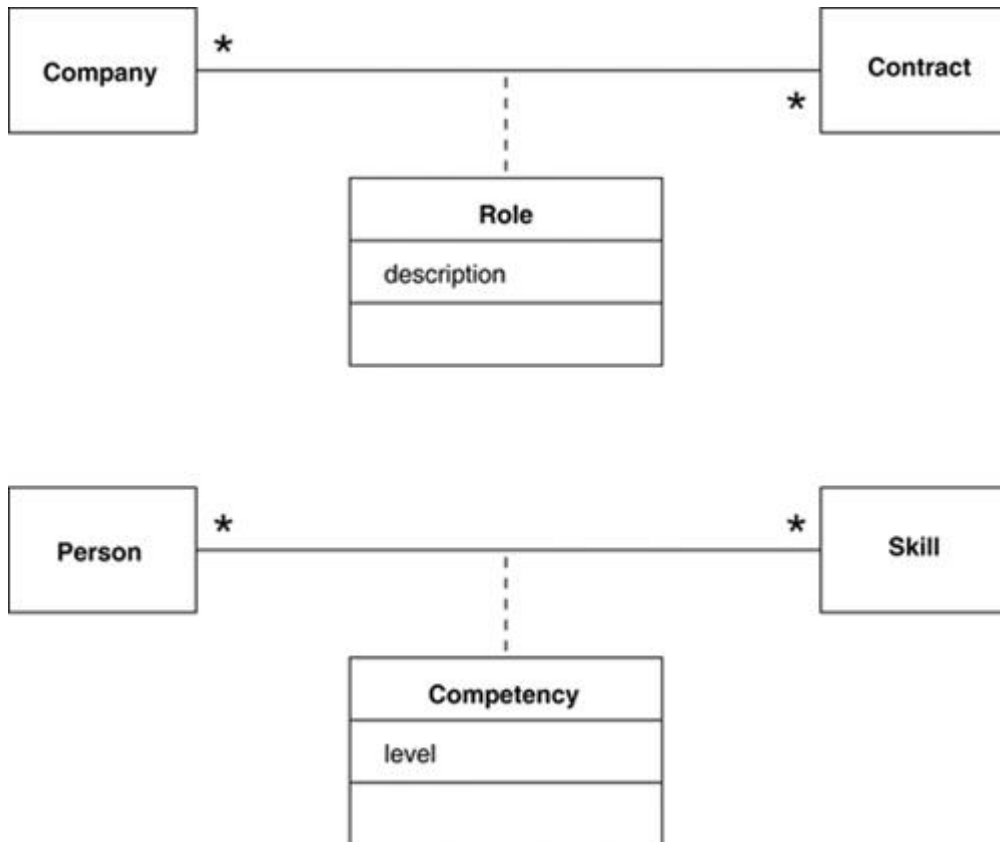 *
Company
Contract
*
Role
description
*
*
Person
Skill
Competency
level